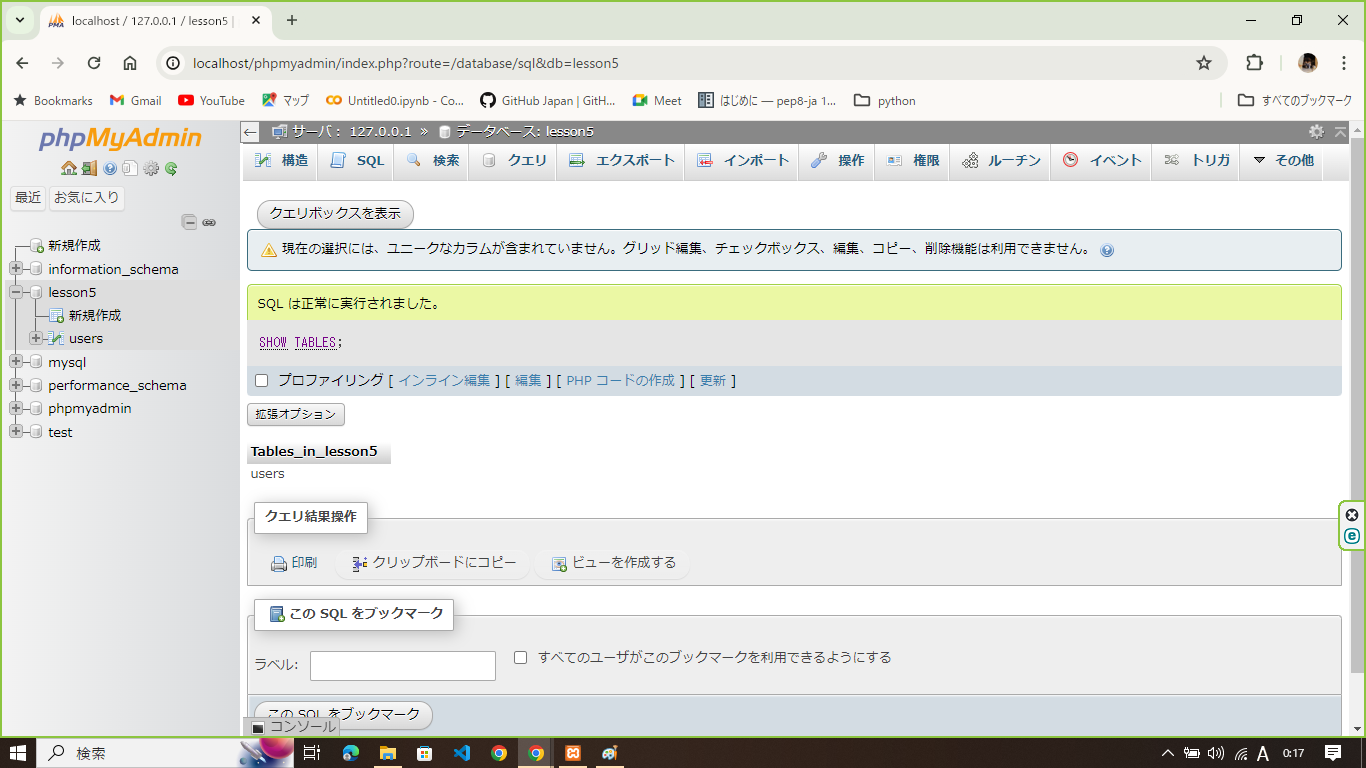 localhost / 127.0.0.1 / lesson5 |
localhost/phpmyadmin/index.php?route=/database/sql&db=lesson5
Bookmarks Gmail YouTube マップ Untitled0.ipynb - Co... GitHub Japan | (GitH... Meet はじめに — pep8-ja 1... python すべてのブックマーク
phpMyAdmin
最近 お気に入り
新規作成
information_schema
lesson5
新規作成
users
mysql
performance_schema
phpmyadmin
test
サーバ: 127.0.0.1 » データベース: lesson5
構造 SQL 検索 クエリ エクスポート インポート 操作 権限 ルーチン イベント トリガ その他
クエリボックスを表示
現在の選択には、ユニークなカラムが含まれていません。グリッド編集、チェックボックス、編集、コピー、削除機能は利用できません。
SQL は正常に実行されました。
SHOW TABLES;
プロファイリング [ インライン編集 ] [ 編集 ] [ PHP コードの作成 ] [ 更新 ]
拡張オプション
Tables_in_lesson5
users
クエリ結果操作
印刷 クリップボードにコピー ビューを作成する
この SQL をブックマーク
ラベル: すべてのユーザがこのブックマークを利用できるようにする
この SQL をブックマーク
コンソール
検索 A 0:17